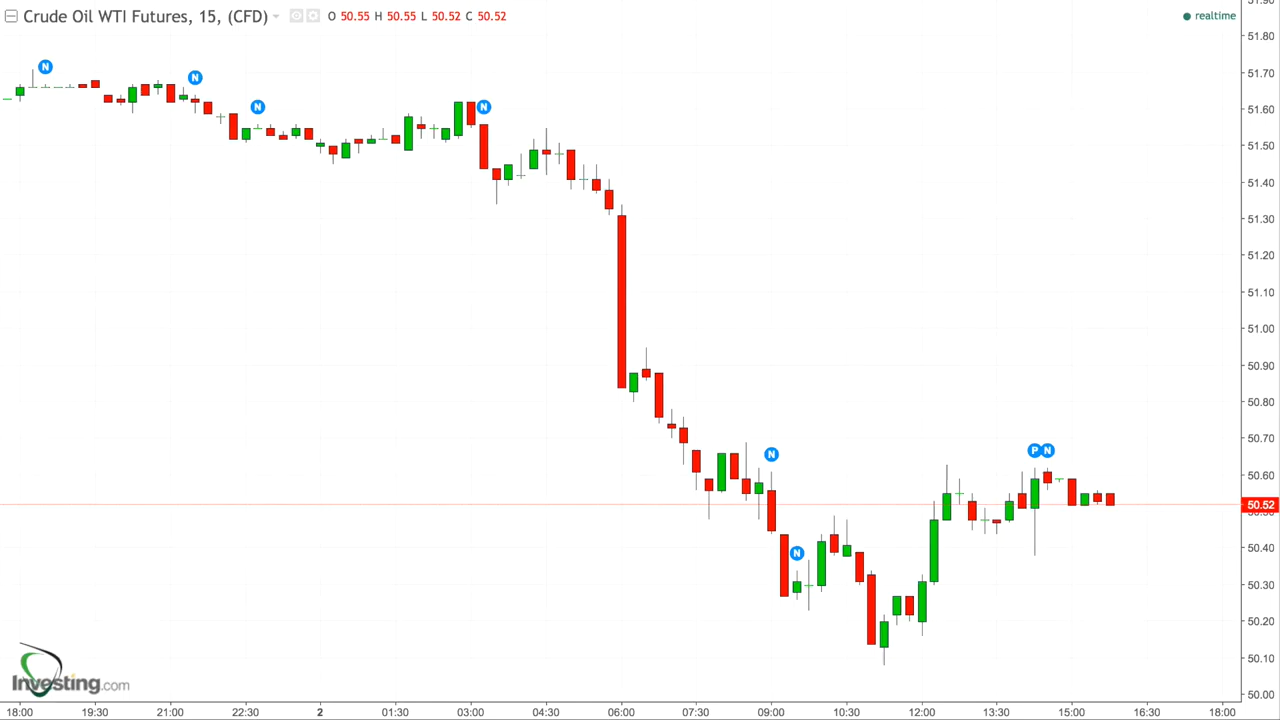 Crude Oil WTI Futures, 15, (CFD) O 50.55 H 50.55 L 50.52 C 50.52
realtime
51.90
51.80
51.70
51.60
51.50
51.40
51.30
51.20
51.10
51.00
50.90
50.80
50.70
50.60
50.52
50.50
50.40
50.30
50.20
50.10
50.00
N
N
N
N
N
N
P N
Investing.com
18:00 19:30 21:00 22:30 2 01:30 03:00 04:30 06:00 07:30 09:00 10:30 12:00 13:30 15:00 16:30 18:00